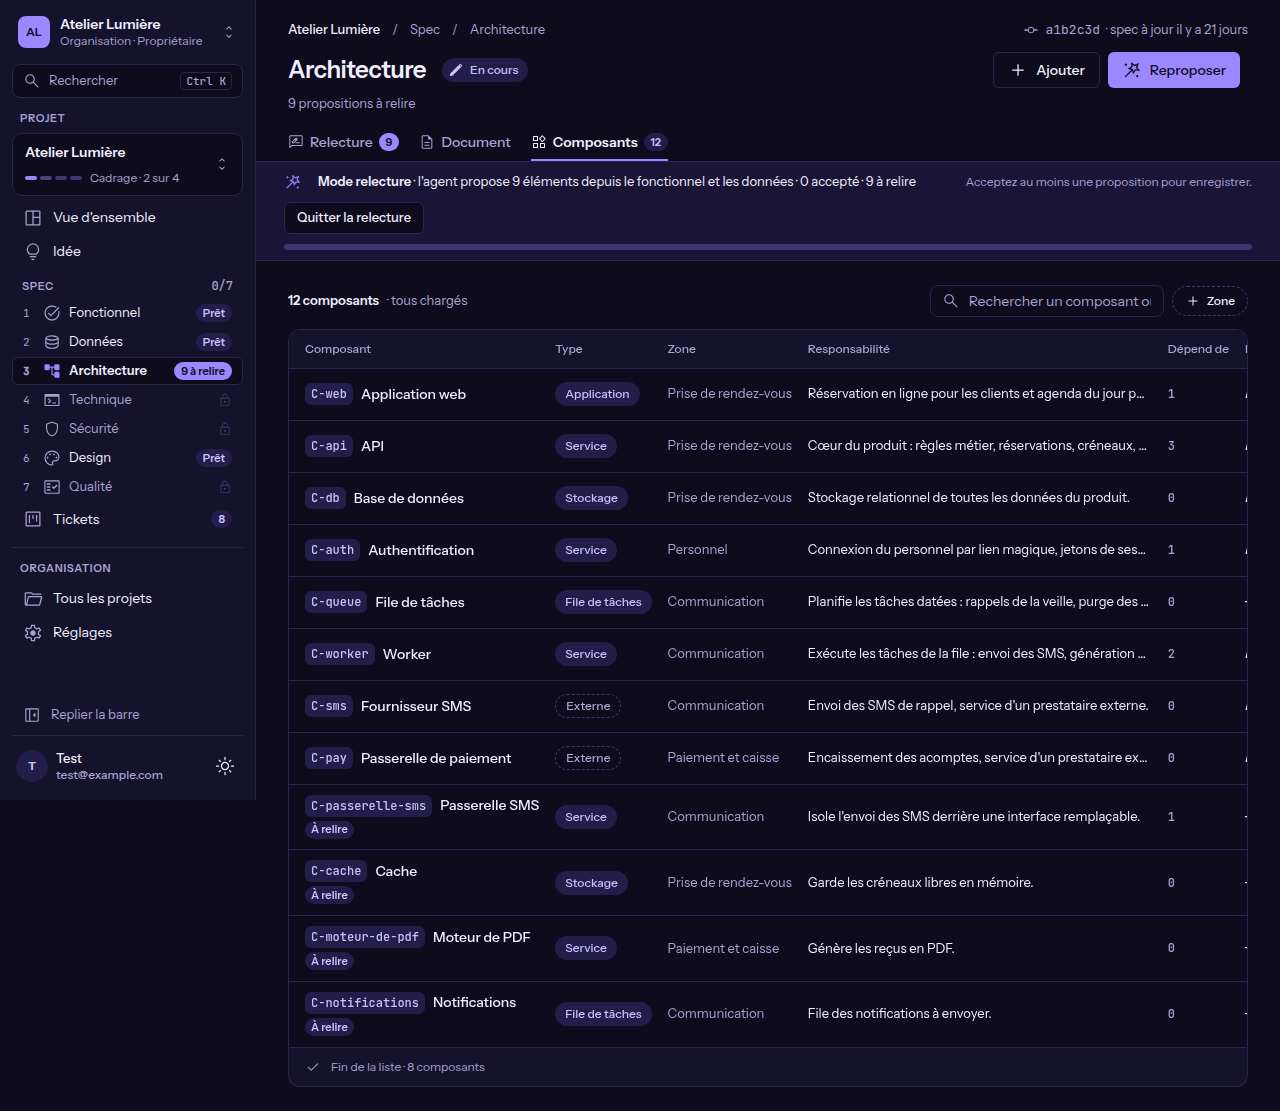 AL
Atelier Lumière
Organisation · Propriétaire
Rechercher
Ctrl K
PROJET
Atelier Lumière
Cadrage · 2 sur 4
Vue d'ensemble
Idée
SPEC 0/7
1 Fonctionnel Prêt
2 Données Prêt
3 Architecture 9 à relire
4 Technique
5 Sécurité
6 Design Prêt
7 Qualité
Tickets 8
ORGANISATION
Tous les projets
Réglages
Replier la barre
T
Test
test@example.com
Atelier Lumière / Spec / Architecture
a1b2c3d · spec à jour il y a 21 jours
Architecture
En cours
Ajouter
Reproposer
9 propositions à relire
Relecture 9
Document
Composants 12
Mode relecture · l'agent propose 9 éléments depuis le fonctionnel et les données · 0 accepté · 9 à relire
Acceptez au moins une proposition pour enregistrer.
Quitter la relecture
12 composants · tous chargés
Rechercher un composant
Zone
Composant Type Zone Responsabilité Dépend de
C-web Application web Application Prise de rendez-vous Réservation en ligne pour les clients et agenda du jour p… 1
C-api API Service Prise de rendez-vous Cœur du produit : règles métier, réservations, créneaux, … 3
C-db Base de données Stockage Prise de rendez-vous Stockage relationnel de toutes les données du produit. 0
C-auth Authentification Service Personnel Connexion du personnel par lien magique, jetons de ses… 1
C-queue File de tâches File de tâches Communication Planifie les tâches datées : rappels de la veille, purge des … 0
C-worker Worker Service Communication Exécute les tâches de la file : envoi des SMS, génération … 2
C-sms Fournisseur SMS Externe Communication Envoi des SMS de rappel, service d'un prestataire externe. 0
C-pay Passerelle de paiement Externe Paiement et caisse Encaissement des acomptes, service d'un prestataire ex… 0
C-passerelle-sms Passerelle SMS Service Communication Isole l'envoi des SMS derrière une interface remplaçable. 1
À relire
C-cache Cache Stockage Prise de rendez-vous Garde les créneaux libres en mémoire. 0
À relire
C-moteur-de-pdf Moteur de PDF Service Paiement et caisse Génère les reçus en PDF. 0
À relire
C-notifications Notifications File de tâches Communication File des notifications à envoyer. 0
À relire
Fin de la liste · 8 composants